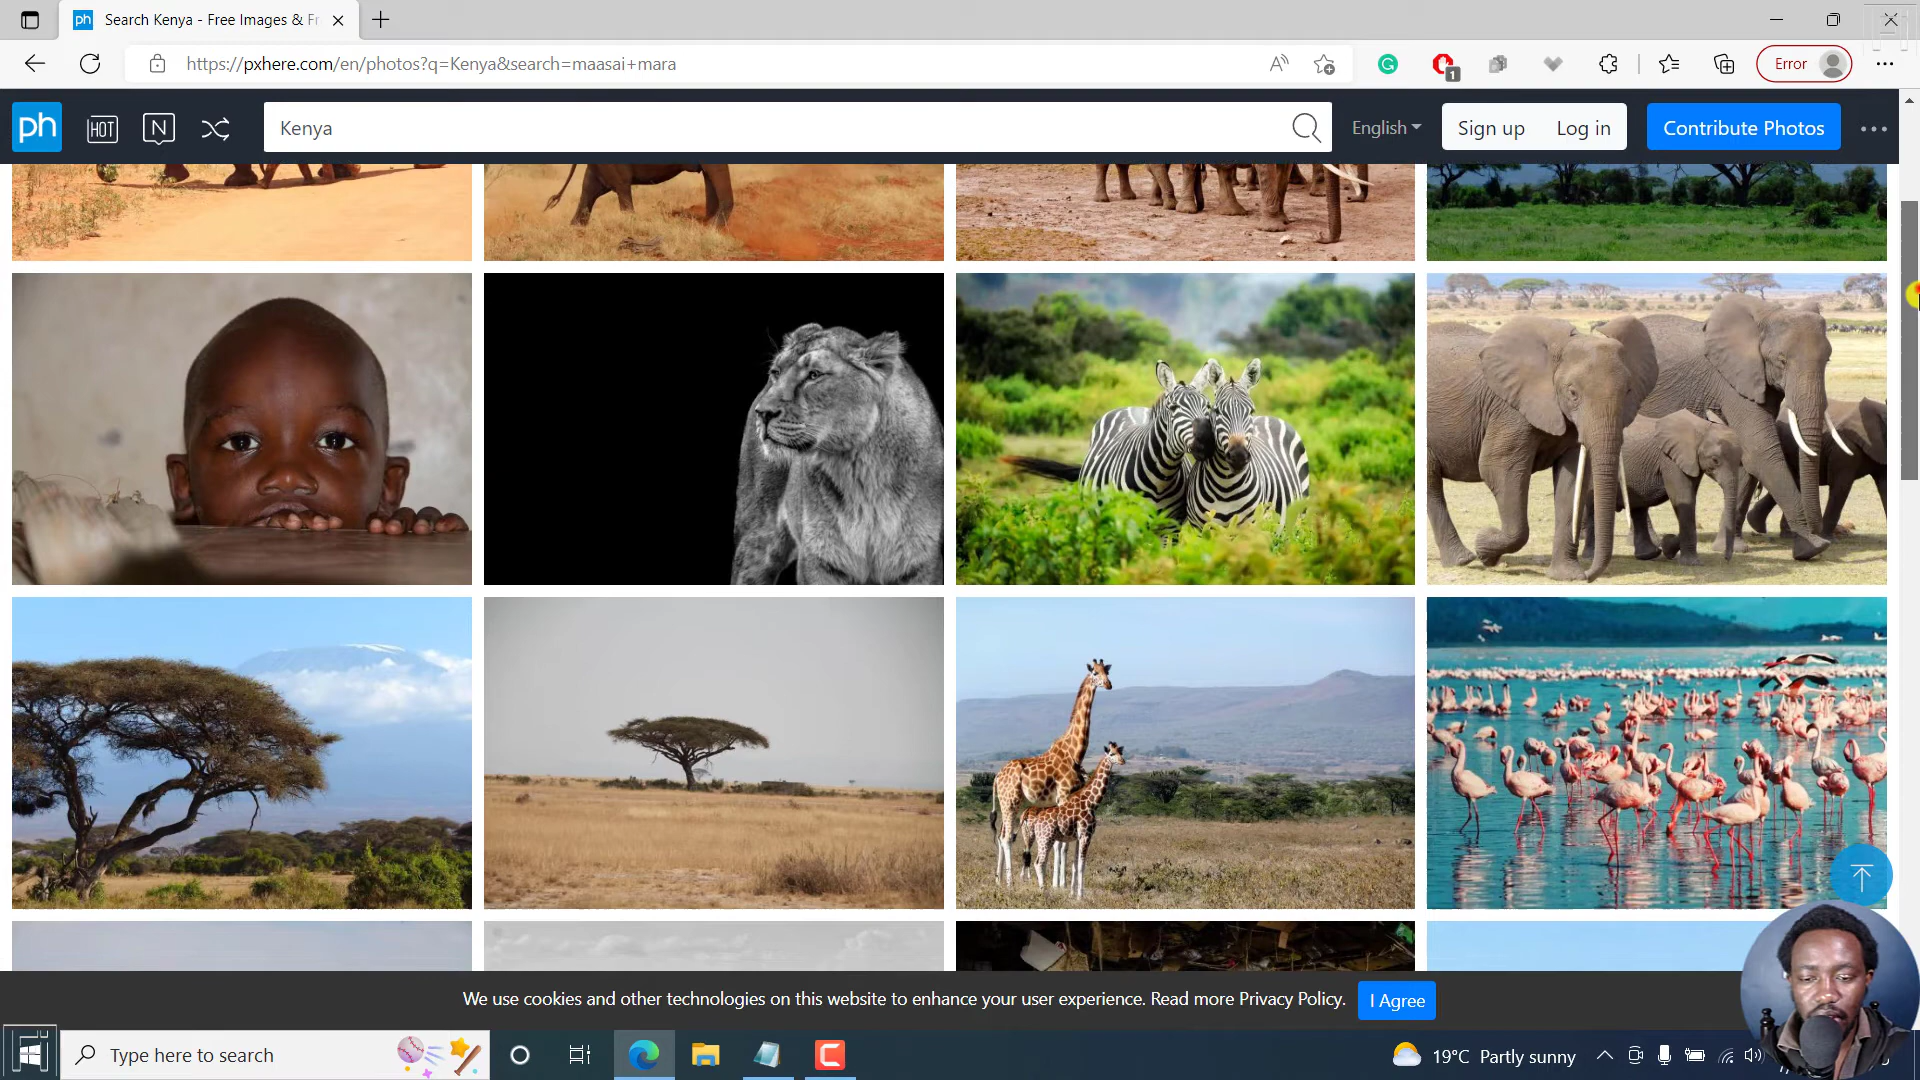 Search Kenya - Free Images & Fr
https://pxhere.com/en/photos?q=Kenya&search=maasai+mara
1
Error
ph
HOT
N
Kenya
English
Sign up
Log in
Contribute Photos
We use cookies and other technologies on this website to enhance your user experience. Read more Privacy Policy.
I Agree
Type here to search
19°C Partly sunny